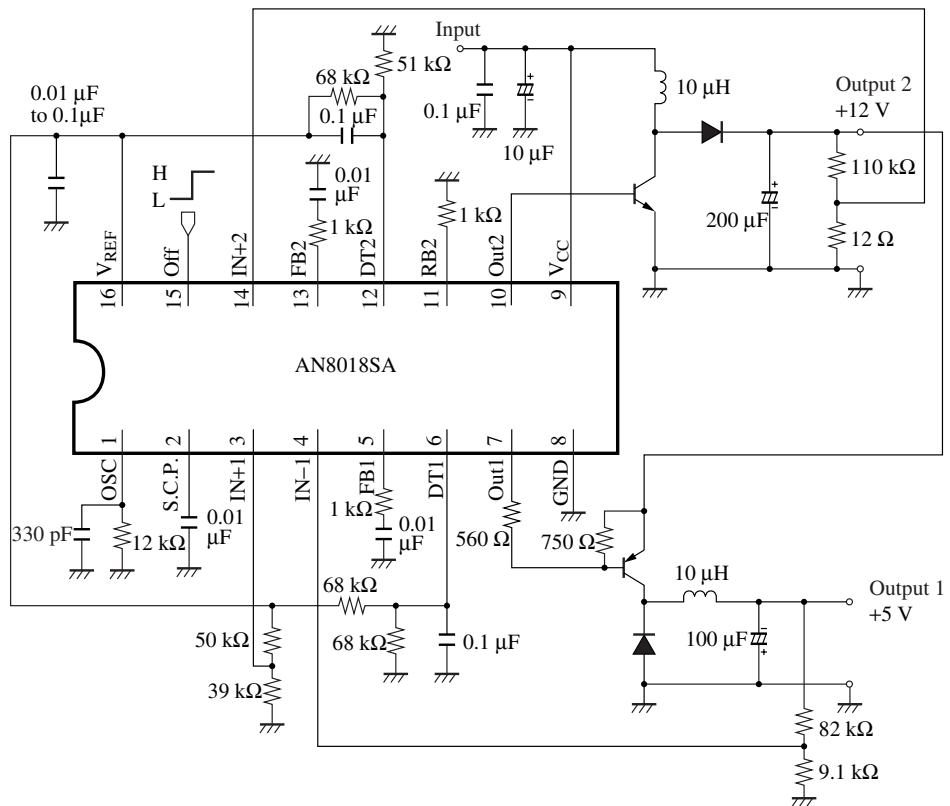 Input
51 kΩ
68 kΩ
0.1 µF
0.01 µF
to 0.1µF
0.1 µF
10 µF
10 µH
Output 2
+12 V
110 kΩ
12 Ω
200 µF
H
L
0.01
µF
1 kΩ
1 kΩ
VREF
Off
IN+2
FB2
DT2
RB2
Out2
VCC
16
15
14
13
12
11
10
9
AN8018SA
1
2
3
4
5
6
7
8
OSC
S.C.P.
IN+1
IN−1
FB1
DT1
Out1
GND
330 pF
12 kΩ
0.01
µF
1 kΩ
0.01
µF
560 Ω
750 Ω
68 kΩ
50 kΩ
68 kΩ
0.1 µF
39 kΩ
10 µH
Output 1
+5 V
100 µF
82 kΩ
9.1 kΩ